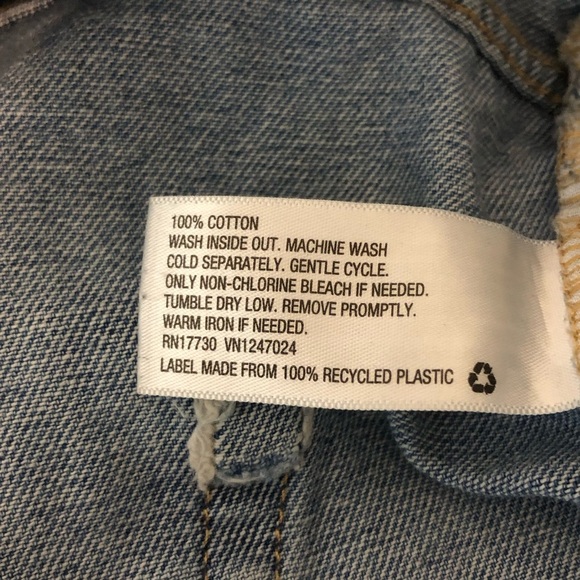 100% COTTON
WASH INSIDE OUT. MACHINE WASH
COLD SEPARATELY. GENTLE CYCLE.
ONLY NON-CHLORINE BLEACH IF NEEDED.
TUMBLE DRY LOW. REMOVE PROMPTLY.
WARM IRON IF NEEDED.
RN17730 VN1247024
LABEL MADE FROM 100% RECYCLED PLASTIC